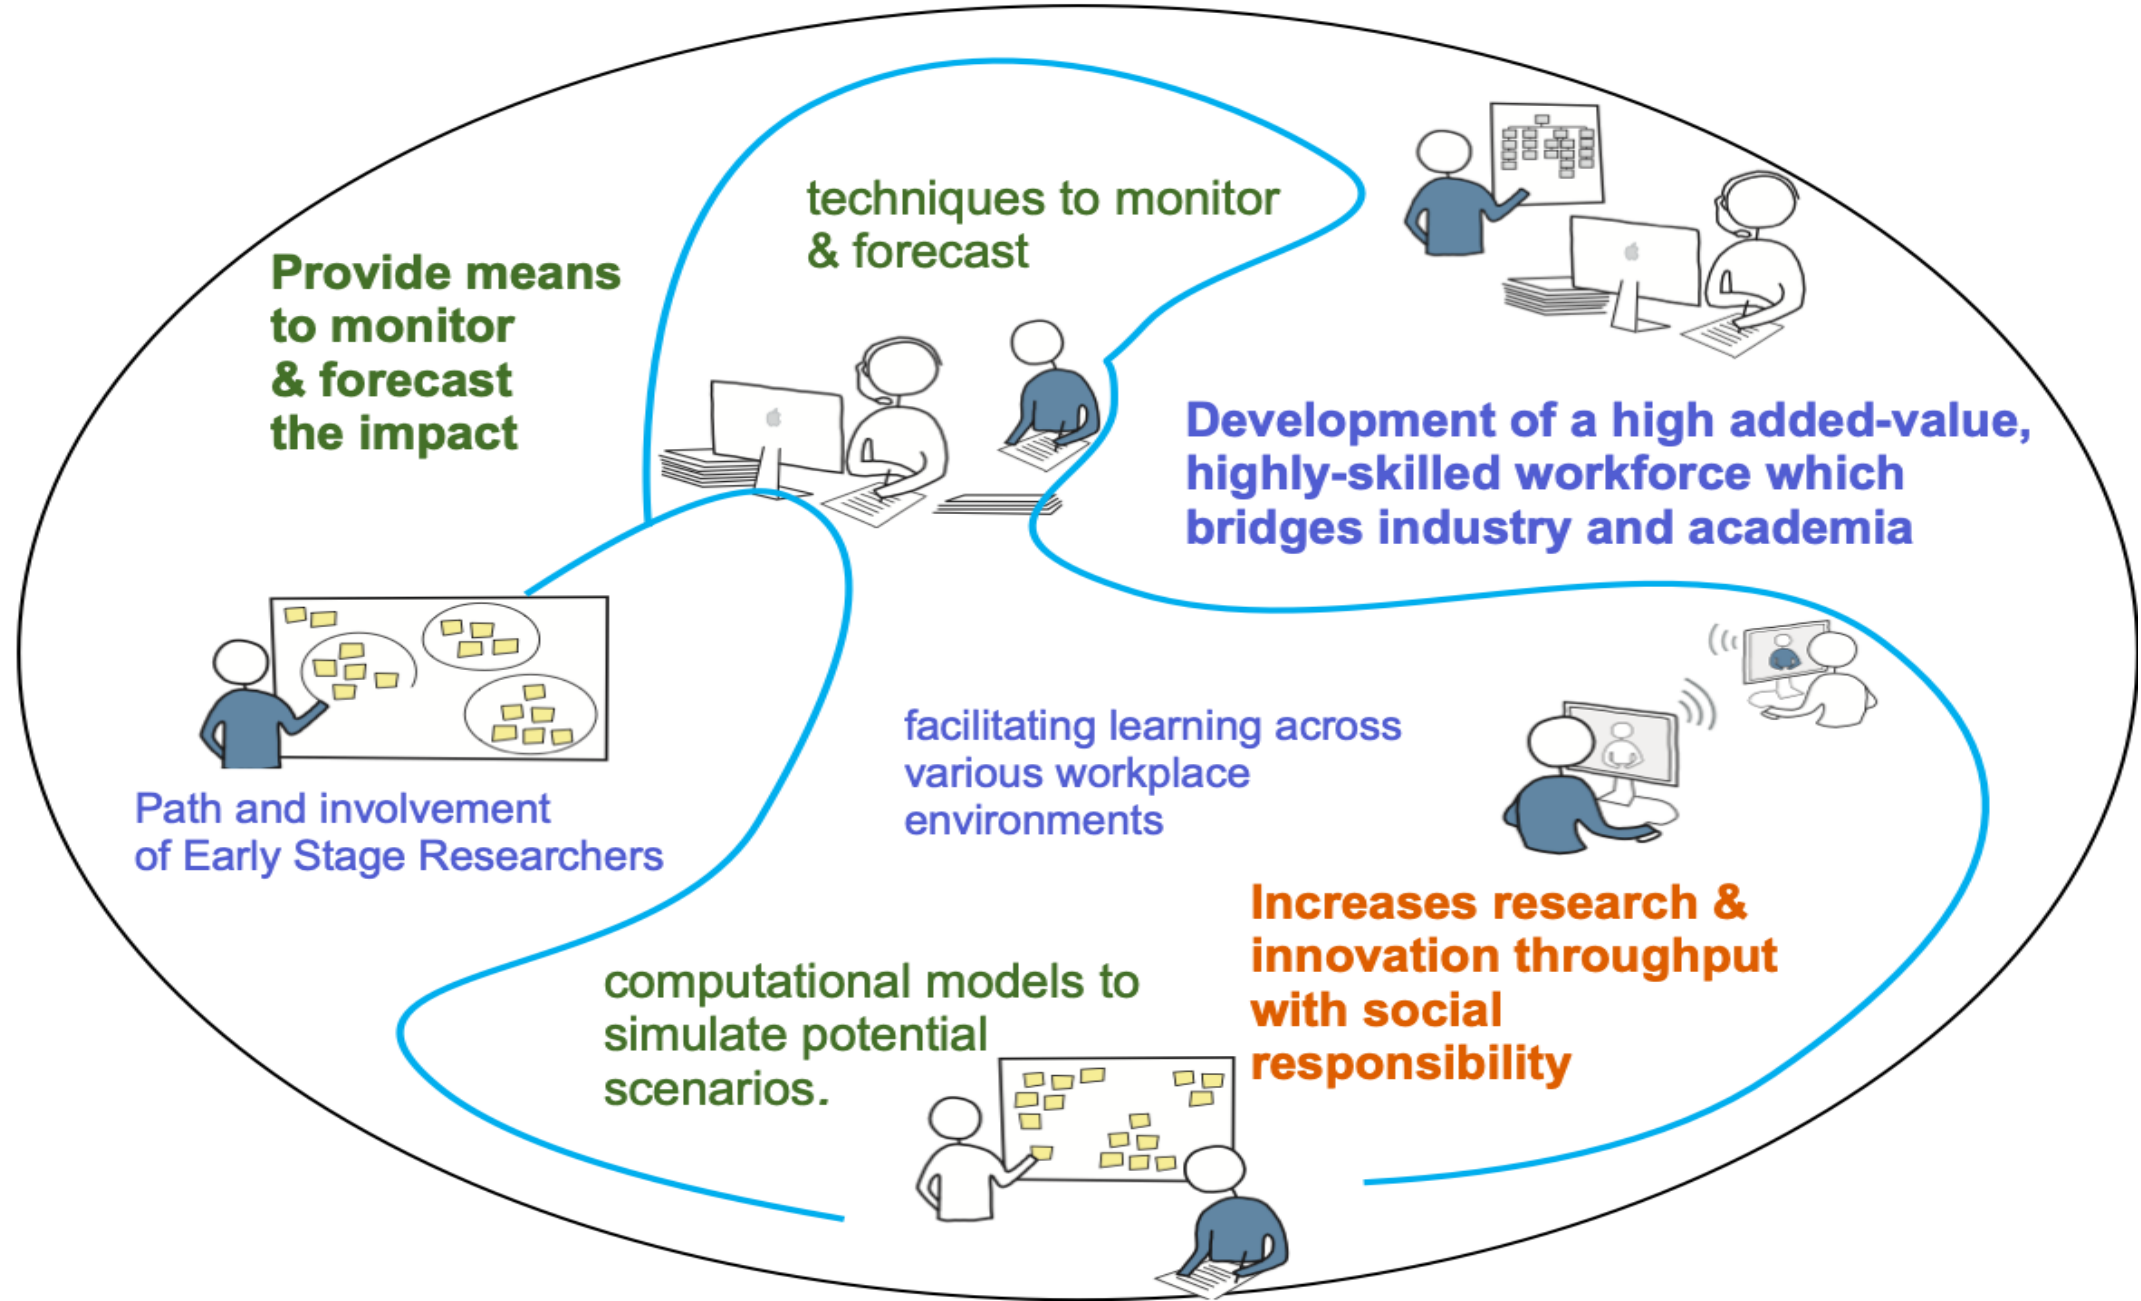 techniques to monitor
& forecast
Provide means
to monitor
& forecast
the impact
Development of a high added-value,
highly-skilled workforce which
bridges industry and academia
facilitating learning across
various workplace
environments
Path and involvement
of Early Stage Researchers
Increases research &
innovation throughput
with social
responsibility
computational models to
simulate potential
scenarios.